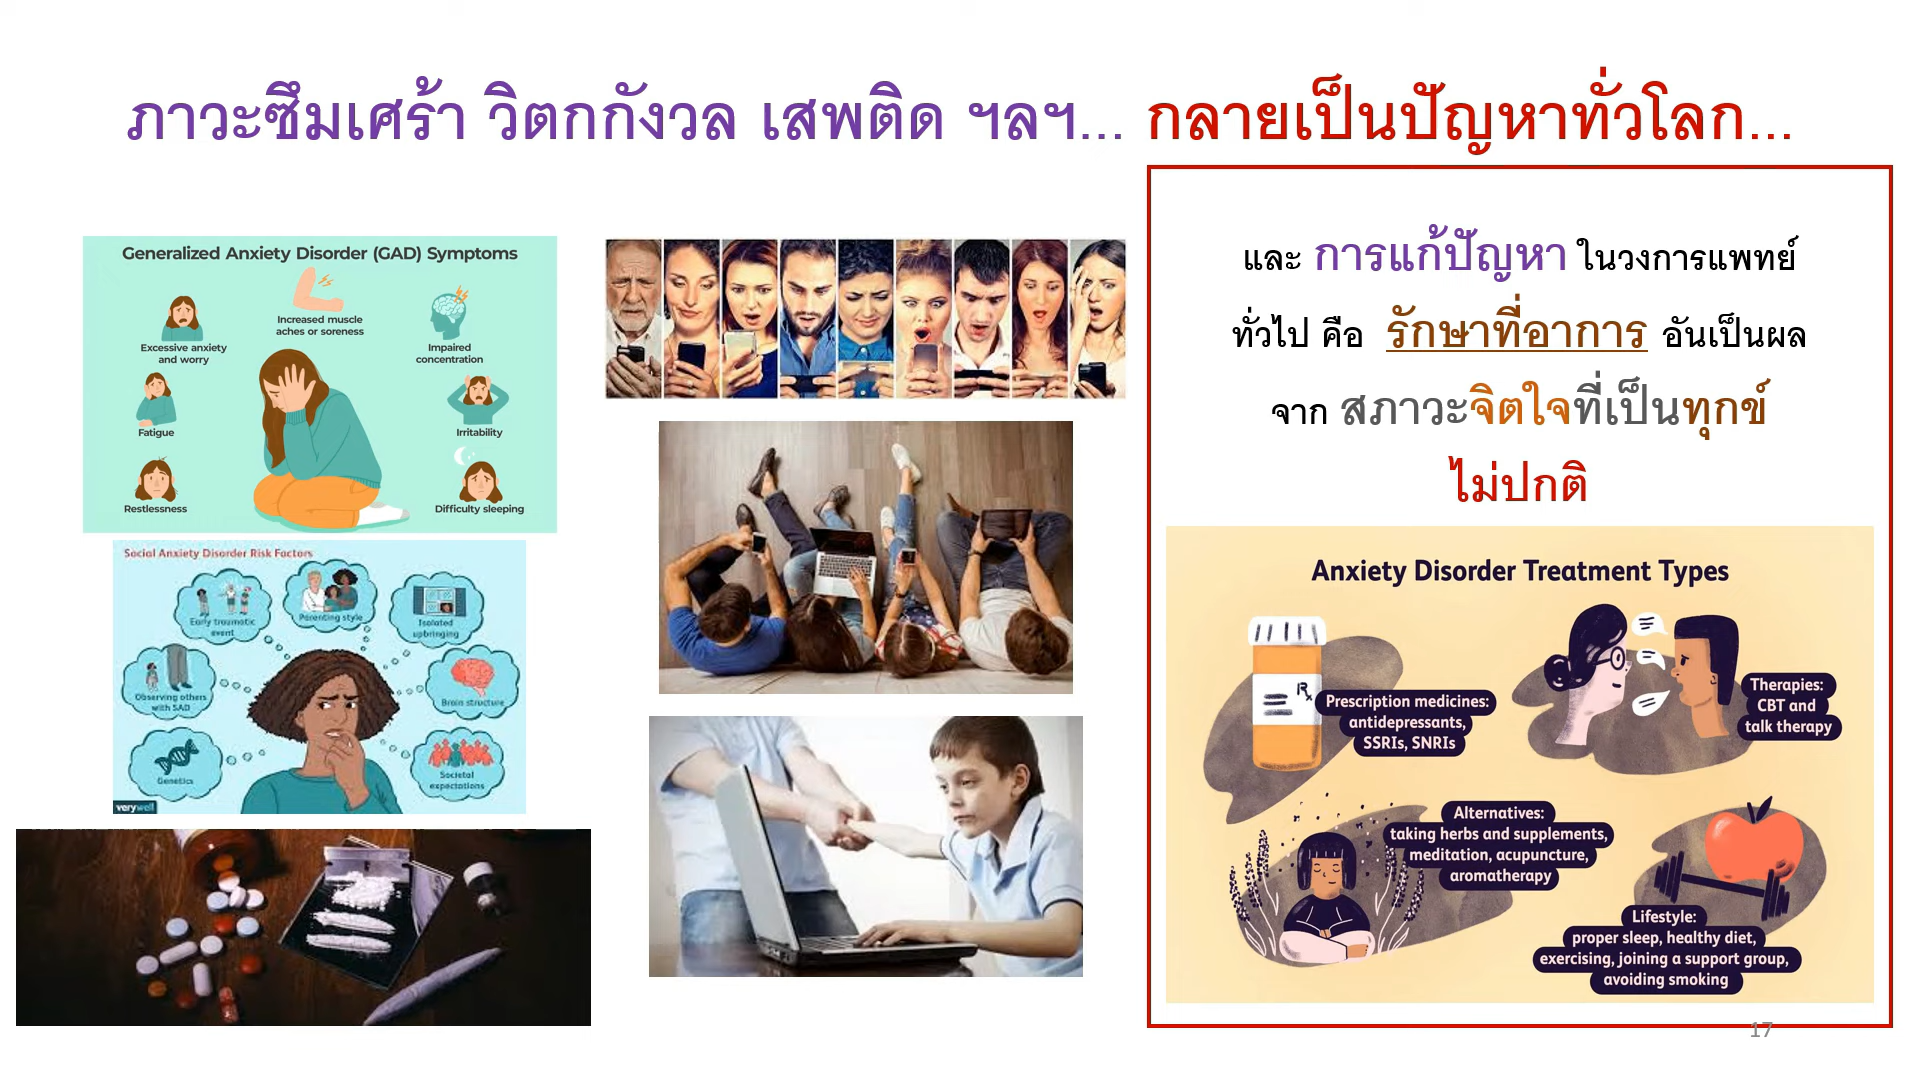 ภาวะซึมเศร้า วิตกกังวล เสพติด ฯลฯ... กลายเป็นปัญหาทั่วโลก...
Generalized Anxiety Disorder (GAD) Symptoms
Increased muscle
aches or soreness
Excessive anxiety
and worry
Impaired
concentration
Fatigue
Irritability
Restlessness
Difficulty sleeping
Social Anxiety Disorder Risk Factors
Early traumatic
event
Parenting style
Isolated
upbringing
Observing others
with SAD
Brain structure
Genetics
Societal
expectations
verywell
และ การแก้ปัญหา ในวงการแพทย์
ทั่วไป คือ รักษาที่อาการ อันเป็นผล
จาก สภาวะจิตใจที่เป็นทุกข์
ไม่ปกติ
Anxiety Disorder Treatment Types
Rx
Prescription medicines:
antidepressants,
SSRIs, SNRIs
Therapies:
CBT and
talk therapy
Alternatives:
taking herbs and supplements,
meditation, acupuncture,
aromatherapy
Lifestyle:
proper sleep, healthy diet,
exercising, joining a support group,
avoiding smoking
17